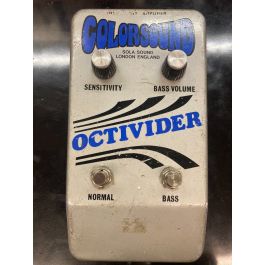 COLORSOUND
SOLA SOUND
LONDON ENGLAND
SENSITIVITY
BASS VOLUME
OCTIVIDER
NORMAL
BASS